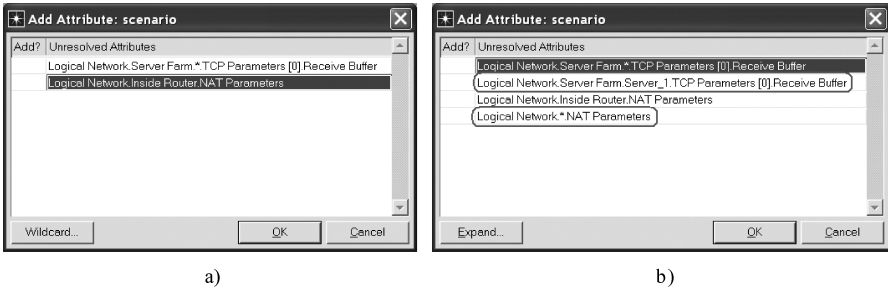 Add Attribute: scenario
Add? Unresolved Attributes
Logical Network.Server Farm.*.TCP Parameters [0].Receive Buffer
Logical Network.Inside Router.NAT Parameters
Wildcard... OK Cancel
a)
Add Attribute: scenario
Add? Unresolved Attributes
Logical Network.Server Farm.*.TCP Parameters [0].Receive Buffer
Logical Network.Server Farm.Server_1.TCP Parameters [0].Receive Buffer
Logical Network.Inside Router.NAT Parameters
Logical Network.*.NAT Parameters
Expand... OK Cancel
b)